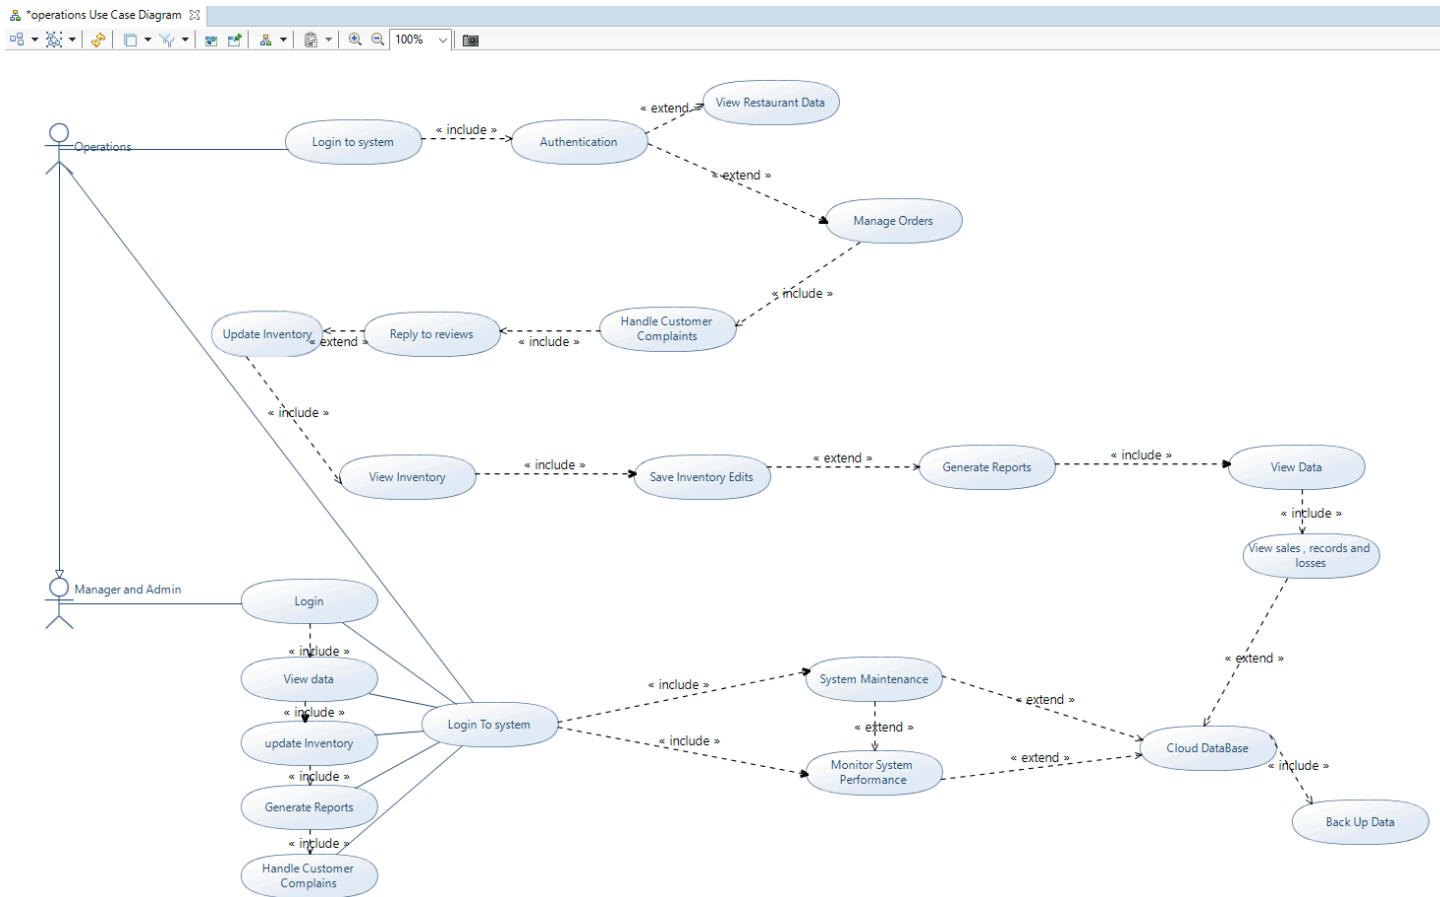 *operations Use Case Diagram
100%
« extend »
View Restaurant Data
« include »
Operations
Login to system
Authentication
« extend »
Manage Orders
« include »
Handle Customer
Complaints
Update Inventory
Reply to reviews
« extend »
« include »
« include »
« include »
« extend »
« include »
View Inventory
Save Inventory Edits
Generate Reports
View Data
« include »
View sales , records and
losses
Manager and Admin
Login
« include »
« extend »
View data
« include »
System Maintenance
« include »
« extend »
Login To system
« extend »
update Inventory
« include »
Cloud DataBase
« include »
« extend »
Monitor System
Performance
« include »
Generate Reports
Back Up Data
« include »
Handle Customer
Complains